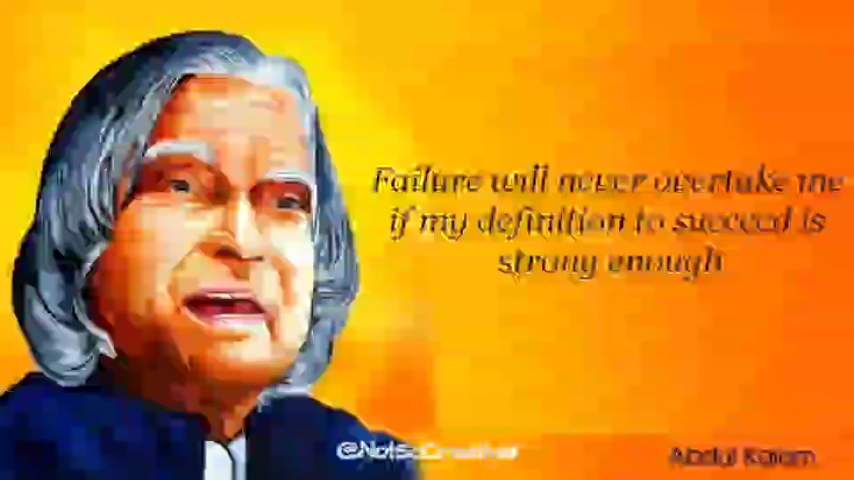 Failure will never overtake me
if my definition to succeed is
strong enough
@NotSoCreative
Abdul Kalam